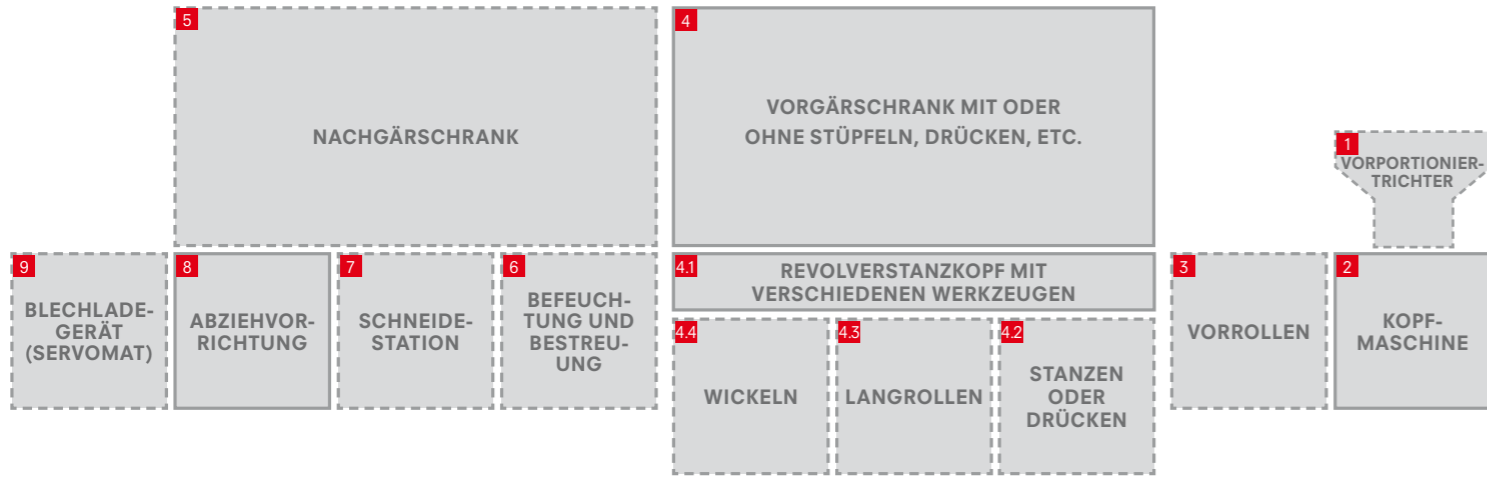 5
NACHGÄRSCHRANK
4
VORGÄRSCHRANK MIT ODER
OHNE STÜPFELN, DRÜCKEN, ETC.
1
VORPORTIONIER-
TRICHTER
9
BLECHLADE-
GERÄT
(SERVOMAT)
8
ABZIEHVOR-
RICHTUNG
7
SCHNEIDE-
STATION
6
BEFEUCH-
TUNG UND
BESTREU-
UNG
4.1
REVOLVERSTANZKOPF MIT
VERSCHIEDENEN WERKZEUGEN
4.4
WICKELN
4.3
LANGROLLEN
4.2
STANZEN
ODER
DRÜCKEN
3
VORROLLEN
2
KOPF-
MASCHINE